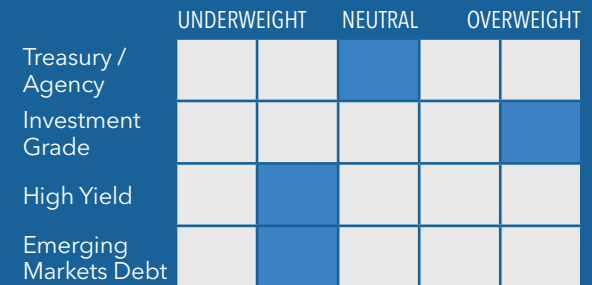 UNDERWEIGHT NEUTRAL OVERWEIGHT
Treasury /
Agency
Investment
Grade
High Yield
Emerging
Markets Debt